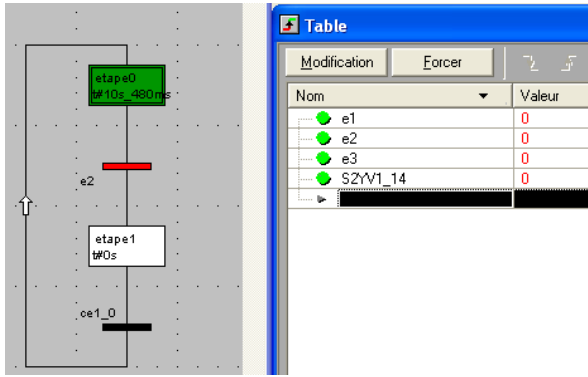 etape0
t#10s_480ms
e2
etape1
t#0s
ce1_0
Table
Modification
Forcer
Nom
Valeur
e1
0
e2
0
e3
0
S2YV1_14
0